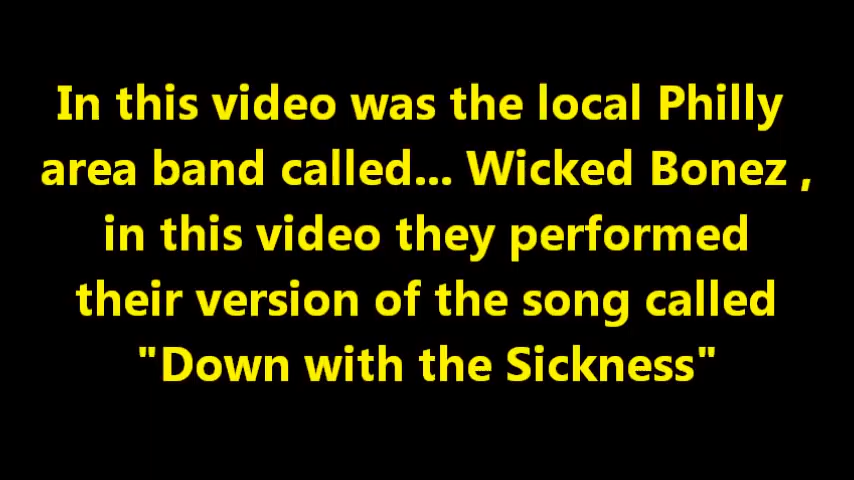 In this video was the local Philly
area band called... Wicked Bonez ,
in this video they performed
their version of the song called
"Down with the Sickness"